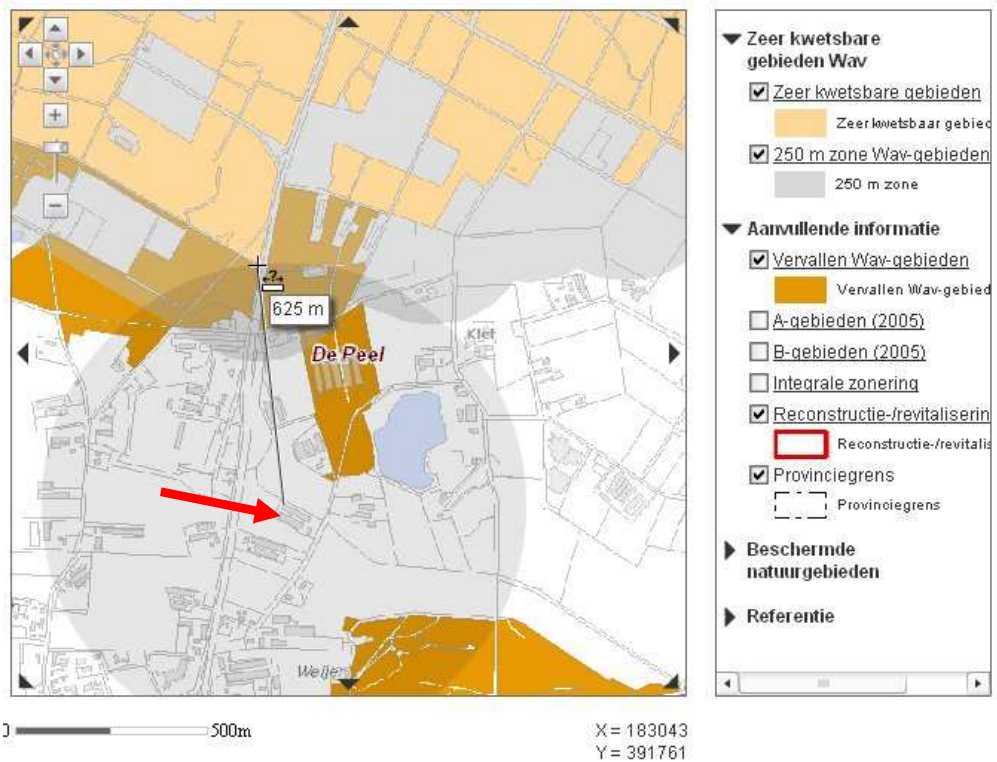 625 m
De Peel
Klef
Weijer
500m
X = 183043
Y = 391761
Zeer kwetsbare
gebieden Wav
Zeer kwetsbare gebieden
Zeer kwetsbaar gebied
250 m zone Wav-gebieden
250 m zone
Aanvullende informatie
Vervallen Wav-gebieden
Vervallen Wav-gebied
A-gebieden (2005)
B-gebieden (2005)
Integrale zonering
Reconstructie-/revitaliserin
Reconstructie-/revitalis
Provinciegrens
Provinciegrens
Beschermde
natuurgebieden
Referentie